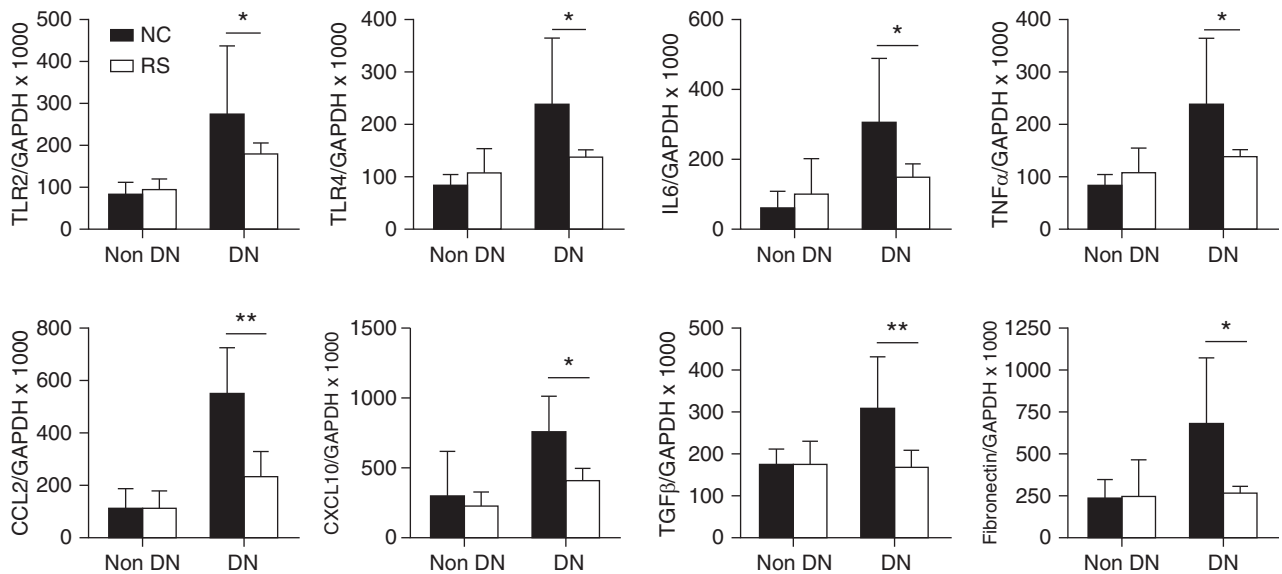 TLR2/GAPDH x 1000
500
400
300
200
100
0
NC
RS
*
Non DN
DN
TLR4/GAPDH x 1000
400
300
200
100
0
*
Non DN
DN
IL6/GAPDH x 1000
600
400
200
0
*
Non DN
DN
TNFα/GAPDH x 1000
400
300
200
100
0
*
Non DN
DN
CCL2/GAPDH x 1000
800
600
400
200
0
**
Non DN
DN
CXCL10/GAPDH x 1000
1500
1000
500
0
*
Non DN
DN
TGFβ/GAPDH x 1000
500
400
300
200
100
0
**
Non DN
DN
Fibronectin/GAPDH x 1000
1250
1000
750
500
250
0
*
Non DN
DN